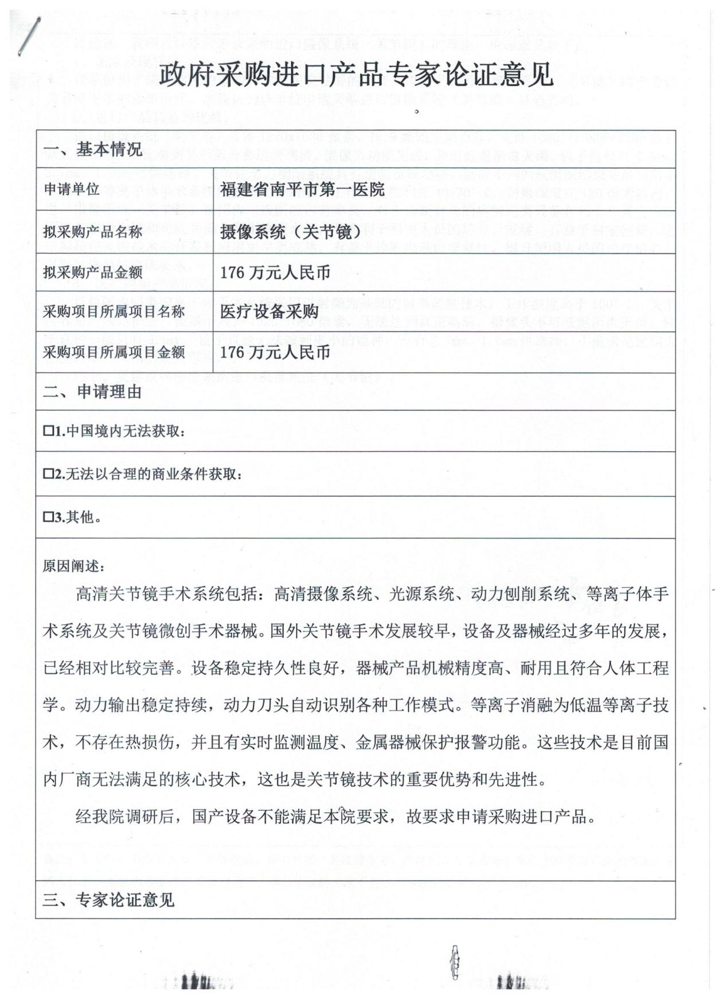 政府采购进口产品专家论证意见
一、基本情况
申请单位 福建省南平市第一医院
拟采购产品名称 摄像系统（关节镜）
拟采购产品金额 176 万元人民币
采购项目所属项目名称 医疗设备采购
采购项目所属项目金额 176 万元人民币
二、申请理由
☐1.中国境内无法获取：
☐2.无法以合理的商业条件获取：
☐3.其他。
原因阐述：
高清关节镜手术系统包括：高清摄像系统、光源系统、动力刨削系统、等离子体手
术系统及关节镜微创手术器械。国外关节镜手术发展较早，设备及器械经过多年的发展，
已经相对比较完善。设备稳定持久性良好，器械产品机械精度高、耐用且符合人体工程
学。动力输出稳定持续，动力刀头自动识别各种工作模式。等离子消融为低温等离子技
术，不存在热损伤，并且有实时监测温度、金属器械保护报警功能。这些技术是目前国
内厂商无法满足的核心技术，这也是关节镜技术的重要优势和先进性。
经我院调研后，国产设备不能满足本院要求，故要求申请采购进口产品。
三、专家论证意见